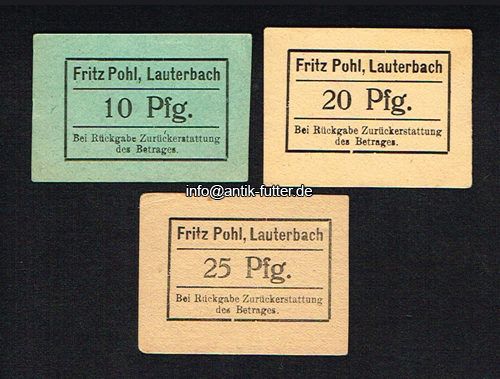 Fritz Pohl, Lauterbach
10 Pfg.
Bei Rückgabe Zurückerstattung
des Betrages.
Fritz Pohl, Lauterbach
20 Pfg.
Bei Rückgabe Zurückerstattung
des Betrages.
info@antik-futter.de
Fritz Pohl, Lauterbach
25 Pfg.
Bei Rückgabe Zurückerstattung
des Betrages.